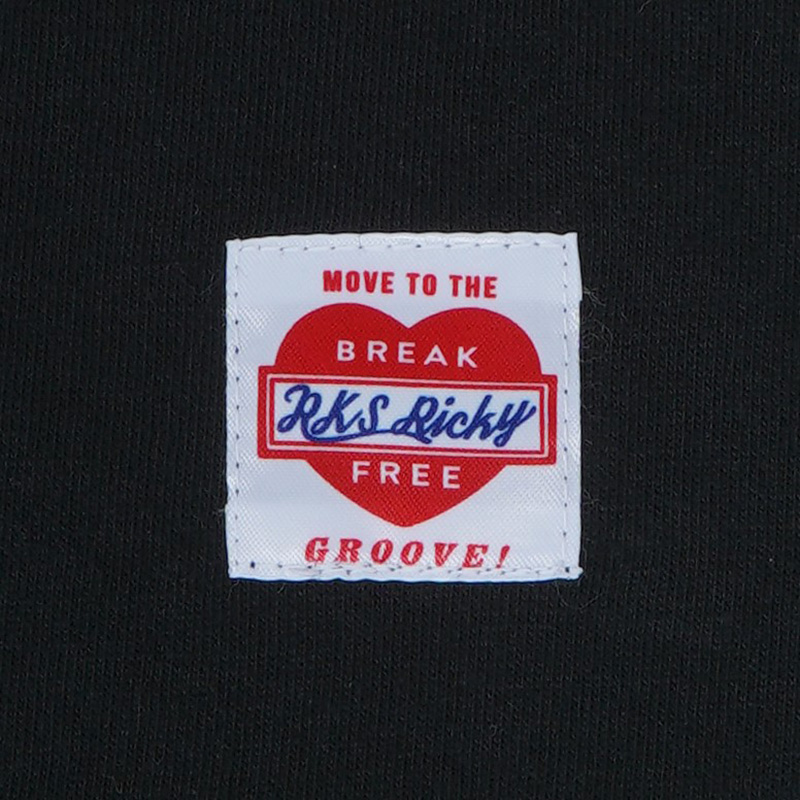 MOVE TO THE
BREAK
RKS Ricky
FREE
GROOVE!